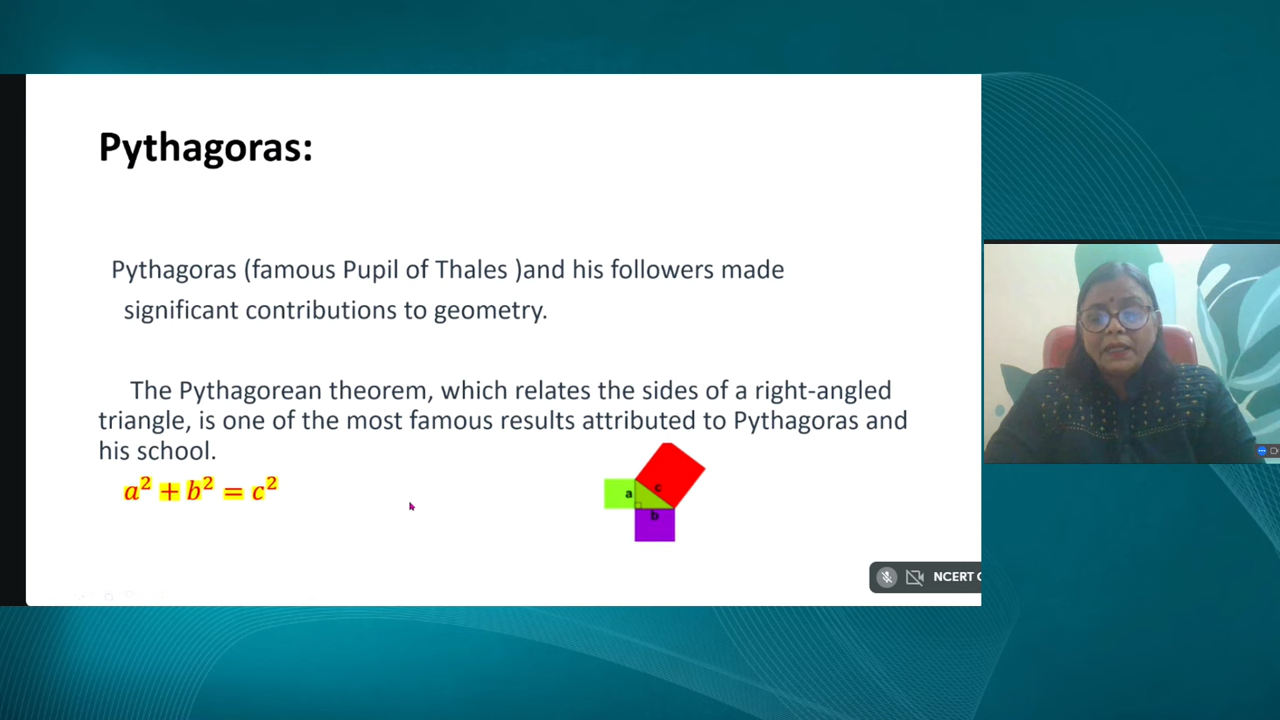 Pythagoras:
Pythagoras (famous Pupil of Thales )and his followers made
significant contributions to geometry.
The Pythagorean theorem, which relates the sides of a right-angled
triangle, is one of the most famous results attributed to Pythagoras and
his school.
a² + b² = c²
a
c
b
NCERT